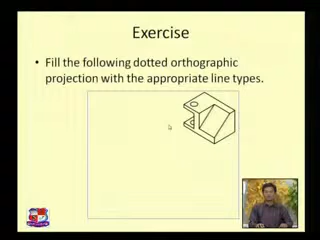 Exercise
• Fill the following dotted orthographic
projection with the appropriate line types.